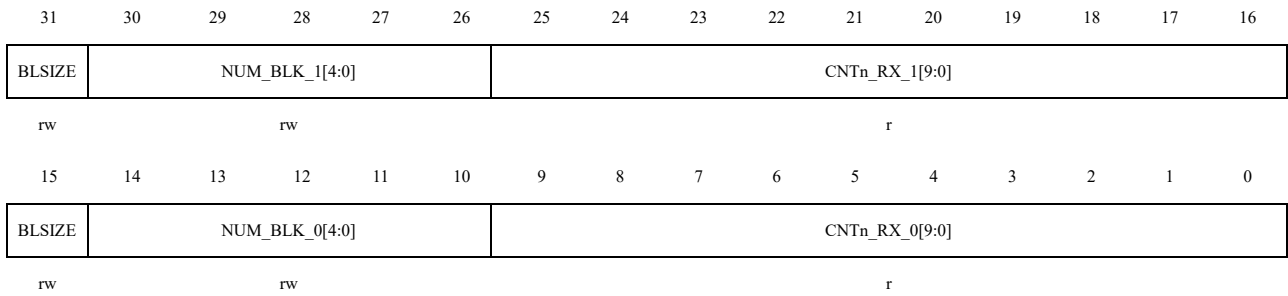 31 30 29 28 27 26 25 24 23 22 21 20 19 18 17 16
BLSIZE NUM_BLK_1[4:0] CNTn_RX_1[9:0]
rw rw r
15 14 13 12 11 10 9 8 7 6 5 4 3 2 1 0
BLSIZE NUM_BLK_0[4:0] CNTn_RX_0[9:0]
rw rw r